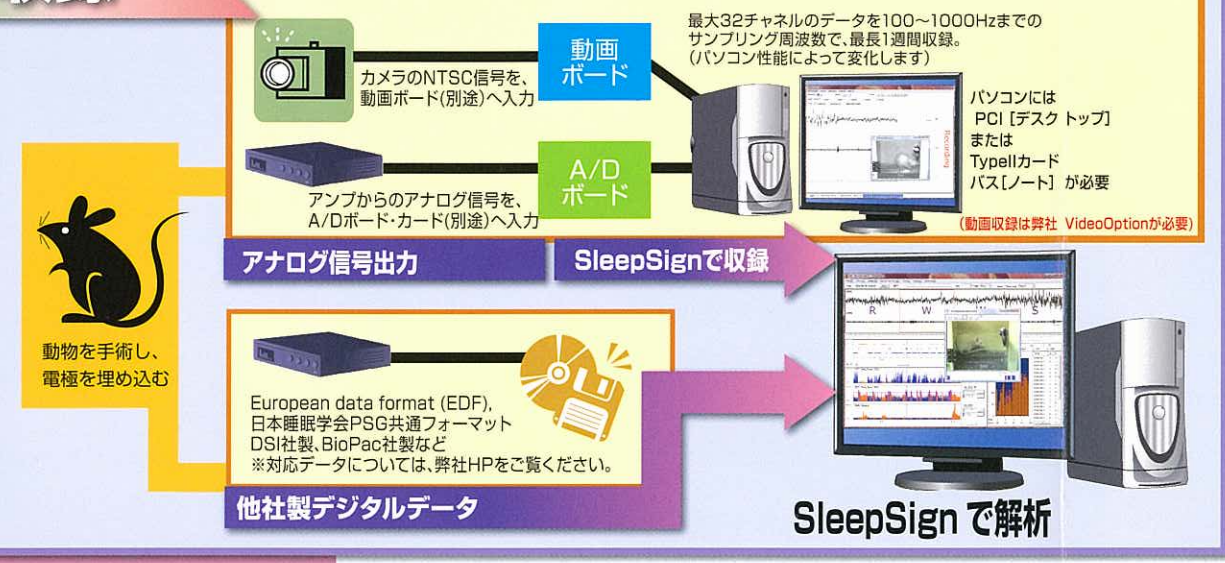 カメラのNTSC信号を、
動画ボード(別途)へ入力
動画
ボード
最大32チャネルのデータを100〜1000Hzまでの
サンプリング周波数で、最長1週間収録。
(パソコン性能によって変化します)
パソコンには
PCI [デスク トップ]
または
TypeIIカード
バス[ノート] が必要
Recording
アンプからのアナログ信号を、
A/Dボード・カード(別途)へ入力
A/D
ボード
(動画収録は弊社 VideoOptionが必要)
アナログ信号出力
SleepSignで収録
動物を手術し、
電極を埋め込む
European data format (EDF),
日本睡眠学会PSG共通フォーマット
DSI社製、BioPac社製など
※対応データについては、弊社HPをご覧ください。
他社製デジタルデータ
R W S
SleepSign で解析